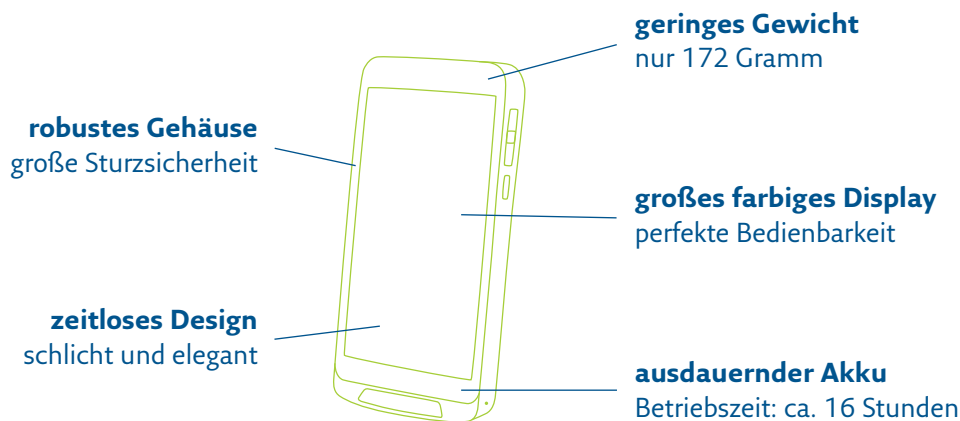 geringes Gewicht
nur 172 Gramm
robustes Gehäuse
große Sturzsicherheit
großes farbiges Display
perfekte Bedienbarkeit
zeitloses Design
schlicht und elegant
ausdauernder Akku
Betriebszeit: ca. 16 Stunden